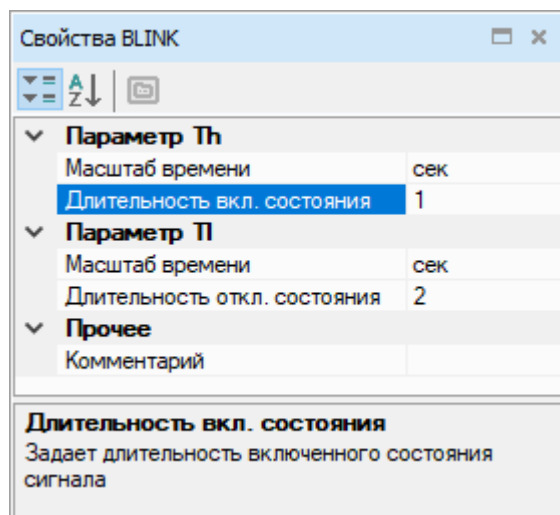 Свойства BLINK
Параметр Th
Масштаб времени сек
Длительность вкл. состояния 1
Параметр Tl
Масштаб времени сек
Длительность откл. состояния 2
Прочее
Комментарий
Длительность вкл. состояния
Задает длительность включенного состояния
сигнала